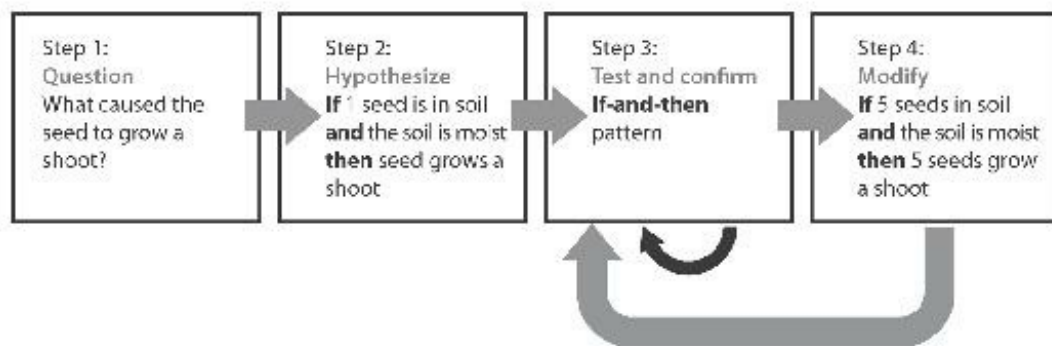 Step 1:
Question
What caused the
seed to grow a
shoot?
Step 2:
Hypothesize
If 1 seed is in soil
and the soil is moist
then seed grows a
shoot
Step 3:
Test and confirm
If-and-then
pattern
Step 4:
Modify
If 5 seeds in soil
and the soil is moist
then 5 seeds grow
a shoot